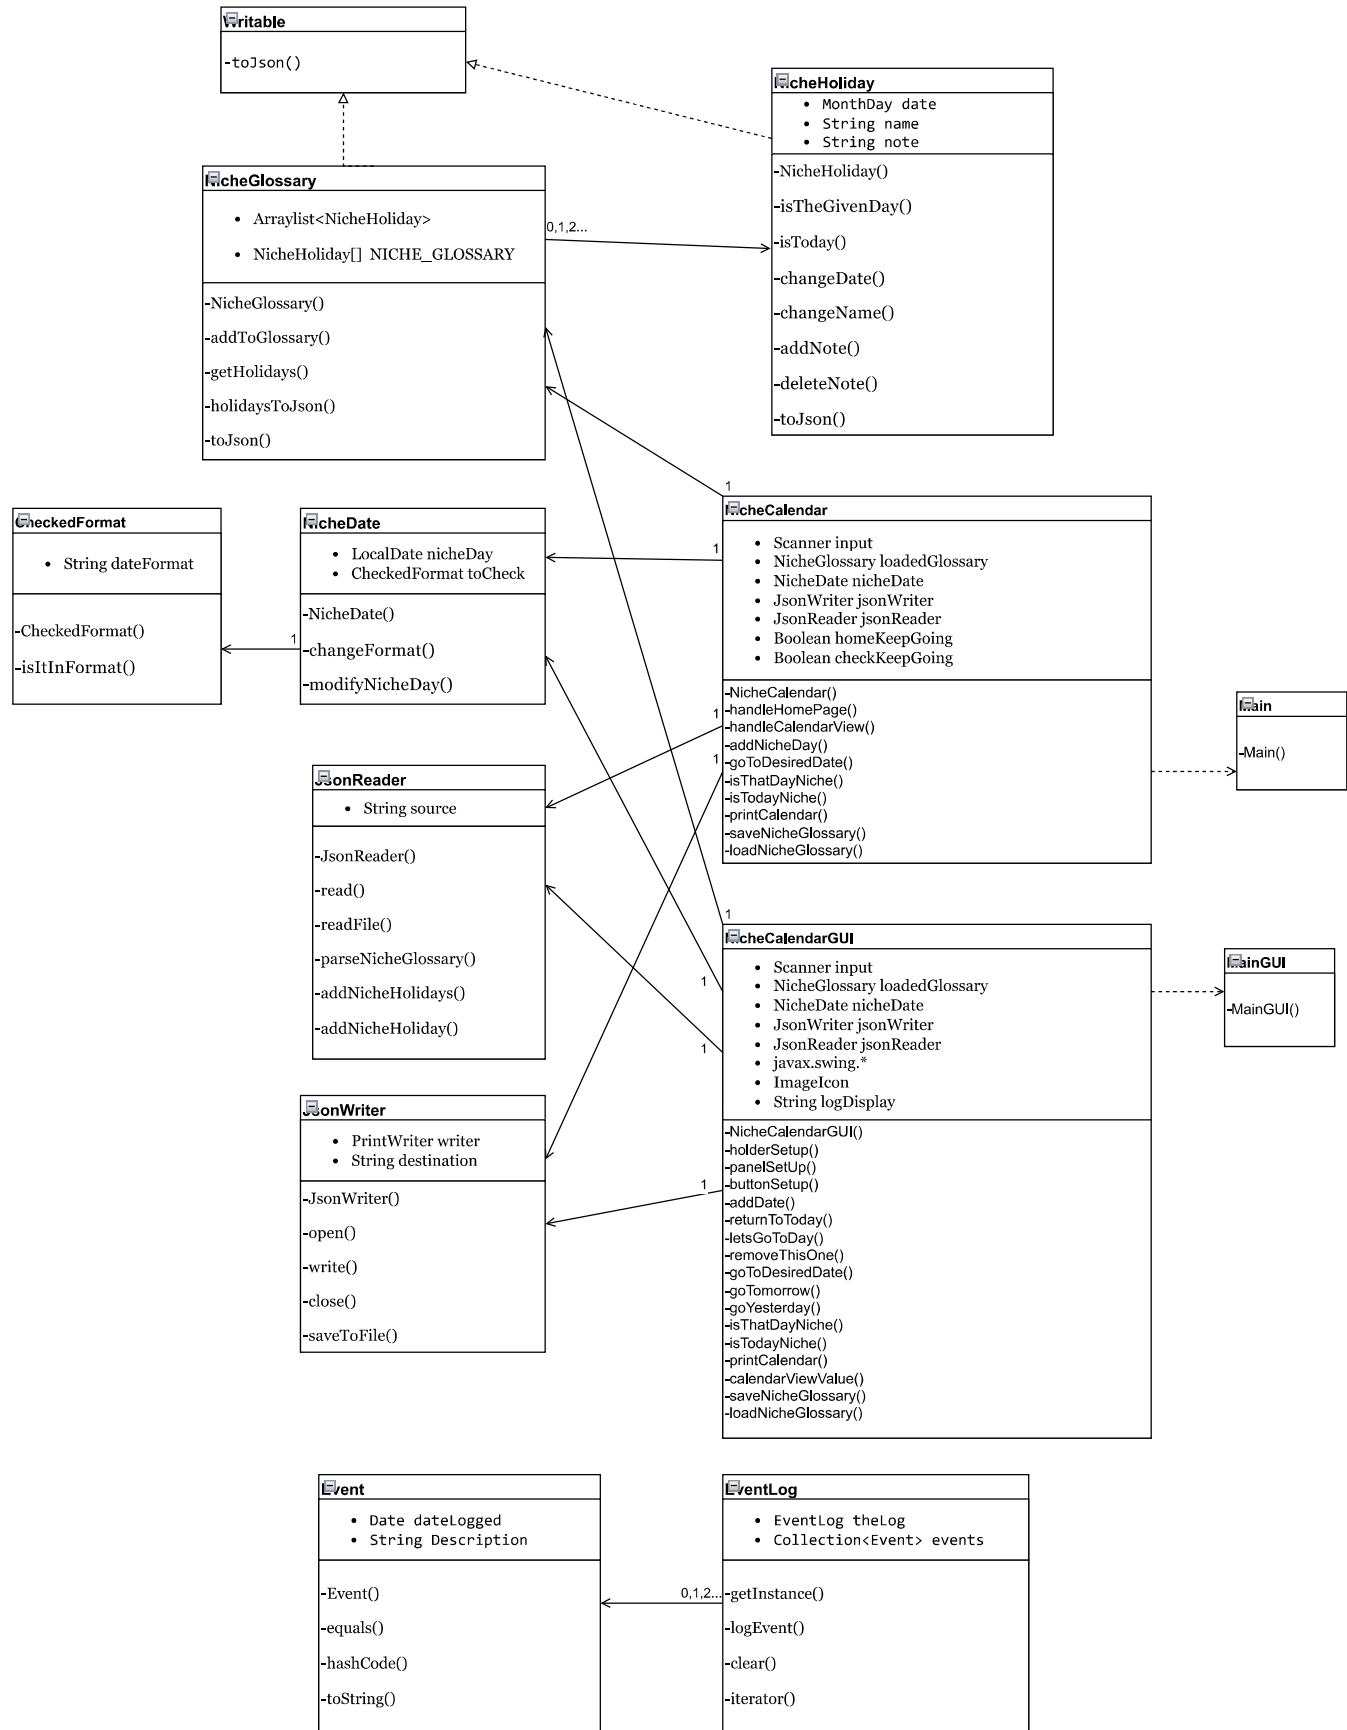 Writable
-toJson()
NicheHoliday
• MonthDay date
• String name
• String note
-NicheHoliday()
-isTheGivenDay()
-isToday()
-changeDate()
-changeName()
-addNote()
-deleteNote()
-toJson()
NicheGlossary
• Arraylist<NicheHoliday>
• NicheHoliday[] NICHE_GLOSSARY
-NicheGlossary()
-addToGlossary()
-getHolidays()
-holidaysToJson()
-toJson()
0,1,2...
CheckedFormat
• String dateFormat
-CheckedFormat()
-isItInFormat()
1
NicheDate
• LocalDate nicheDay
• CheckedFormat toCheck
-NicheDate()
-changeFormat()
-modifyNicheDay()
1
1
1
1
NicheCalendar
• Scanner input
• NicheGlossary loadedGlossary
• NicheDate nicheDate
• JsonWriter jsonWriter
• JsonReader jsonReader
• Boolean homeKeepGoing
• Boolean checkKeepGoing
-NicheCalendar()
-handleHomePage()
-handleCalendarView()
-addNicheDay()
-goToDesiredDate()
-isThatDayNiche()
-isTodayNiche()
-printCalendar()
-saveNicheGlossary()
-loadNicheGlossary()
Main
-Main()
JsonReader
• String source
-JsonReader()
-read()
-readFile()
-parseNicheGlossary()
-addNicheHolidays()
-addNicheHoliday()
1
1
1
1
NicheCalendarGUI
• Scanner input
• NicheGlossary loadedGlossary
• NicheDate nicheDate
• JsonWriter jsonWriter
• JsonReader jsonReader
• javax.swing.*
• ImageIcon
• String logDisplay
-NicheCalendarGUI()
-holderSetup()
-panelSetUp()
-buttonSetup()
-addDate()
-returnToToday()
-letsGoToDay()
-removeThisOne()
-goToDesiredDate()
-goTomorrow()
-goYesterday()
-isThatDayNiche()
-isTodayNiche()
-printCalendar()
-calendarViewValue()
-saveNicheGlossary()
-loadNicheGlossary()
MainGUI
-MainGUI()
JsonWriter
• PrintWriter writer
• String destination
-JsonWriter()
-open()
-write()
-close()
-saveToFile()
Event
• Date dateLogged
• String Description
-Event()
-equals()
-hashCode()
-toString()
0,1,2...
EventLog
• EventLog theLog
• Collection<Event> events
-getInstance()
-logEvent()
-clear()
-iterator()